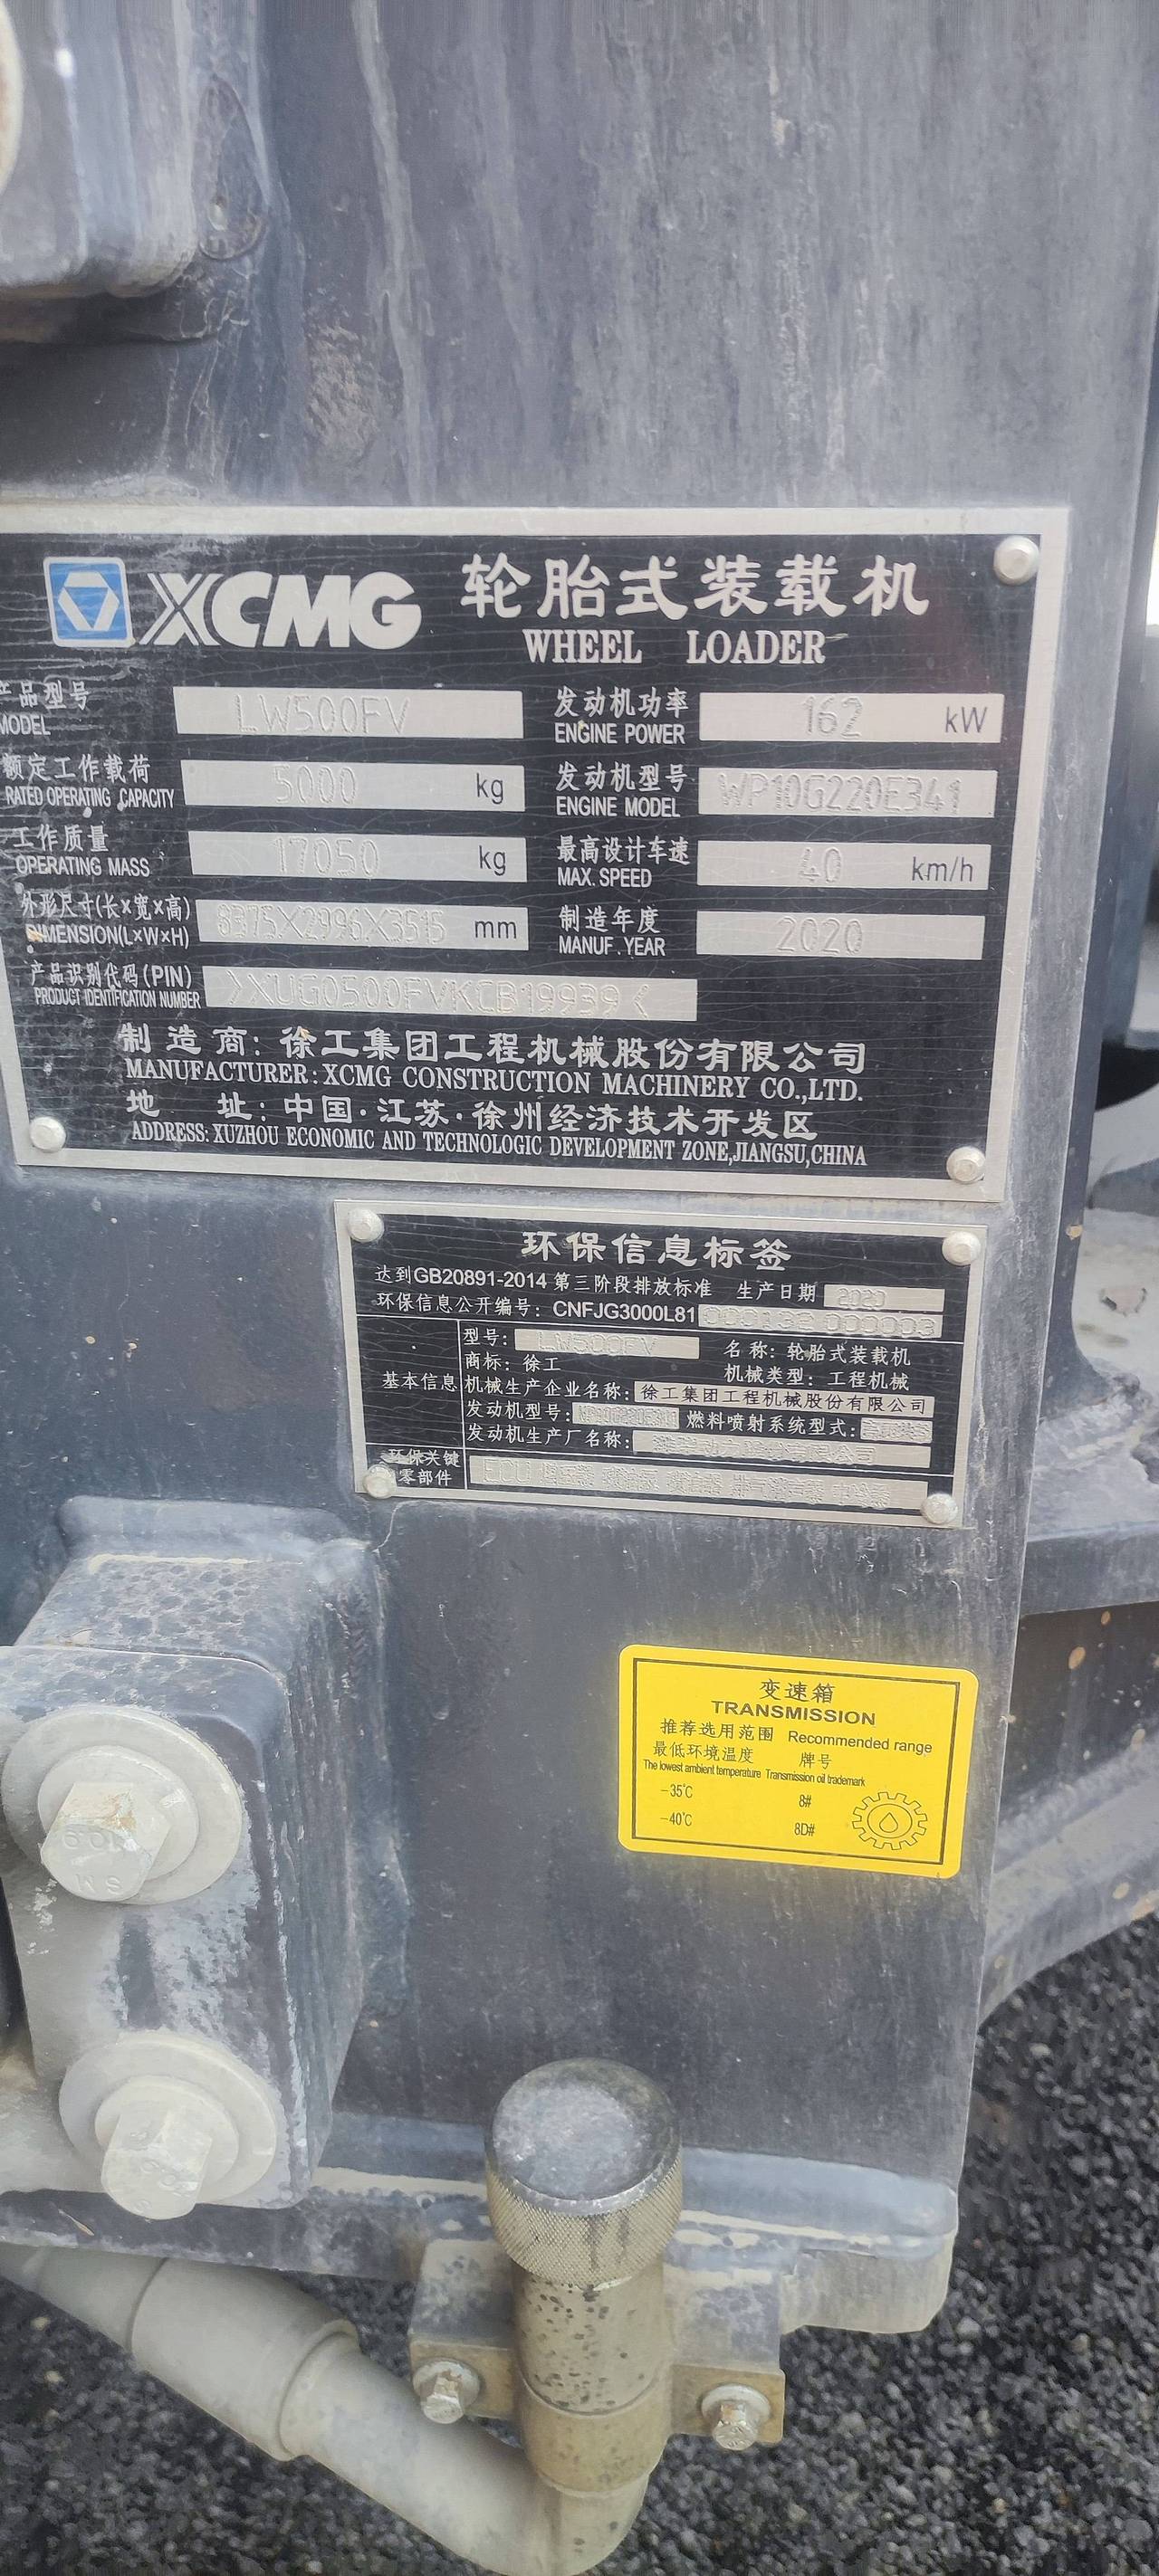 XCMG 轮胎式装载机
WHEEL LOADER
产品型号 LW500FV 发动机功率 162 kW
MODEL ENGINE POWER
额定工作载荷 5000 kg 发动机型号 WP10G220E341
RATED OPERATING CAPACITY ENGINE MODEL
工作质量 17050 kg 最高设计车速 40 km/h
OPERATING MASS MAX. SPEED
外形尺寸(长×宽×高) X2996X3515 mm 制造年度 2020
DIMENSION(L×W×H) MANUF.YEAR
产品识别代码(PIN) >XUG0500FVKCB19939<
PRODUCT IDENTIFICATION NUMBER
制造商: 徐工集团工程机械股份有限公司
MANUFACTURER: XCMG CONSTRUCTION MACHINERY CO.,LTD.
地 址: 中国·江苏·徐州经济技术开发区
ADDRESS: XUZHOU ECONOMIC AND TECHNOLOGIC DEVELOPMENT ZONE,JIANGSU,CHINA
环保信息标签
达到GB20891-2014 第三阶段排放标准 生产日期 2020
环保信息公开编号: CNFJG3000L81
型号: LW500FV 名称: 轮胎式装载机
商标: 徐工 机械类型: 工程机械
基本信息 机械生产企业名称: 徐工集团工程机械股份有限公司
发动机型号: 燃料喷射系统型式:
发动机生产厂名称:
环保关键 ECU
零部件
变速箱
TRANSMISSION
推荐选用范围 Recommended range
最低环境温度 牌号
The lowest ambient temperature Transmission oil trademark
-35℃ 8#
-40℃ 8D#
10.9